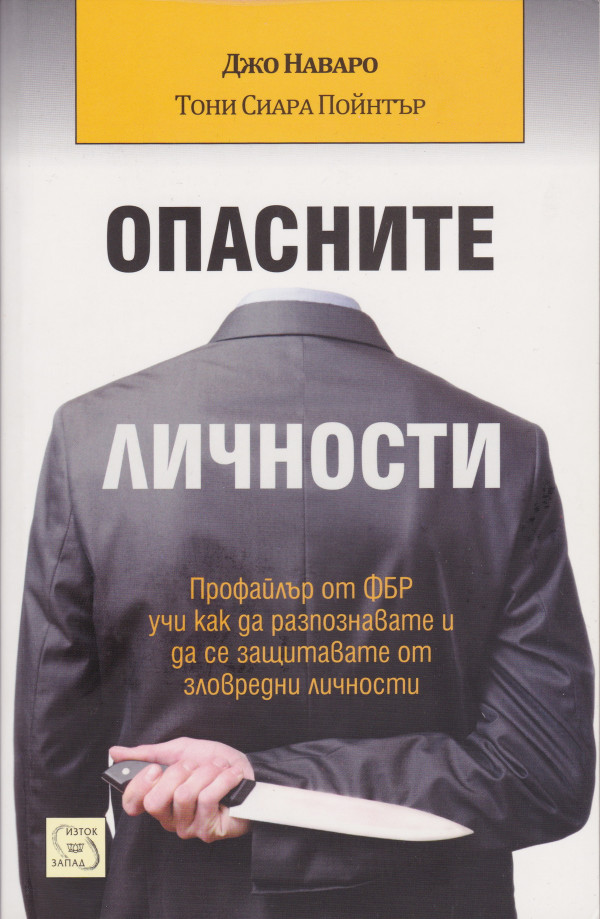 Джо Наваро
Тони Сиара Пойнтър
ОПАСНИТЕ
ЛИЧНОСТИ
Профайлър от ФБР
учи как да разпознавате и
да се защитавате от
зловредни личности
ИЗТОК
ЗАПАД